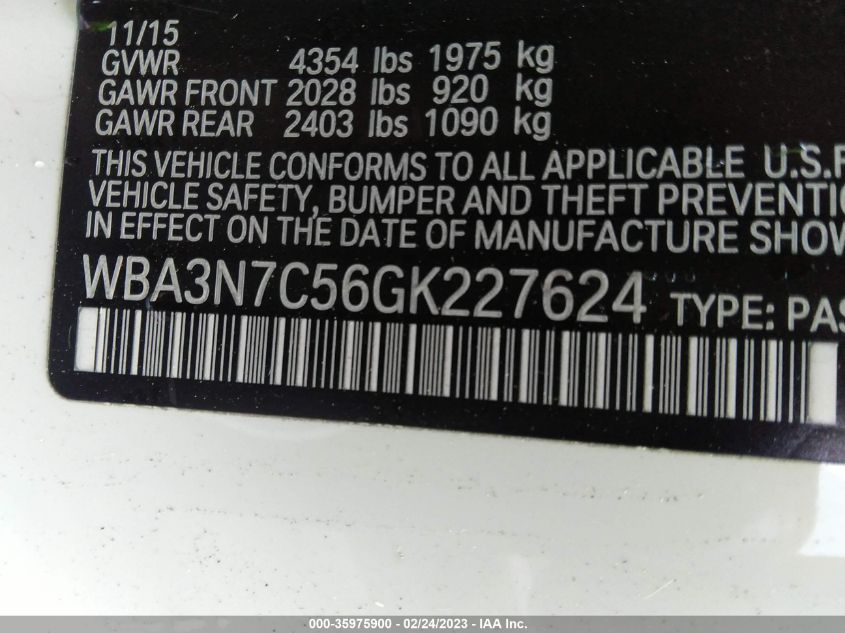 11/15
GVWR 4354 lbs 1975 kg
GAWR FRONT 2028 lbs 920 kg
GAWR REAR 2403 lbs 1090 kg
THIS VEHICLE CONFORMS TO ALL APPLICABLE U.S.F
VEHICLE SAFETY, BUMPER AND THEFT PREVENTI
IN EFFECT ON THE DATE OF MANUFACTURE SHOW
WBA3N7C56GK227624 TYPE: PAS
000-35975900 - 02/24/2023 - IAA Inc.